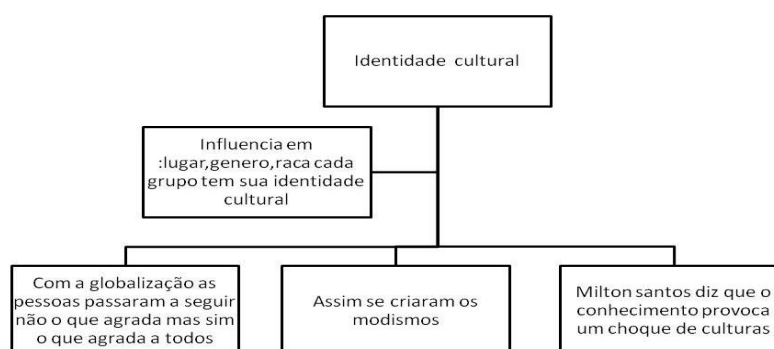 Identidade cultural
Influencia em
:lugar,genero,raca cada
grupo tem sua identidade
cultural
Com a globalização as
pessoas passaram a seguir
não o que agrada mas sim
o que agrada a todos
Assim se criaram os
modismos
Milton santos diz que o
conhecimento provoca
um choque de culturas